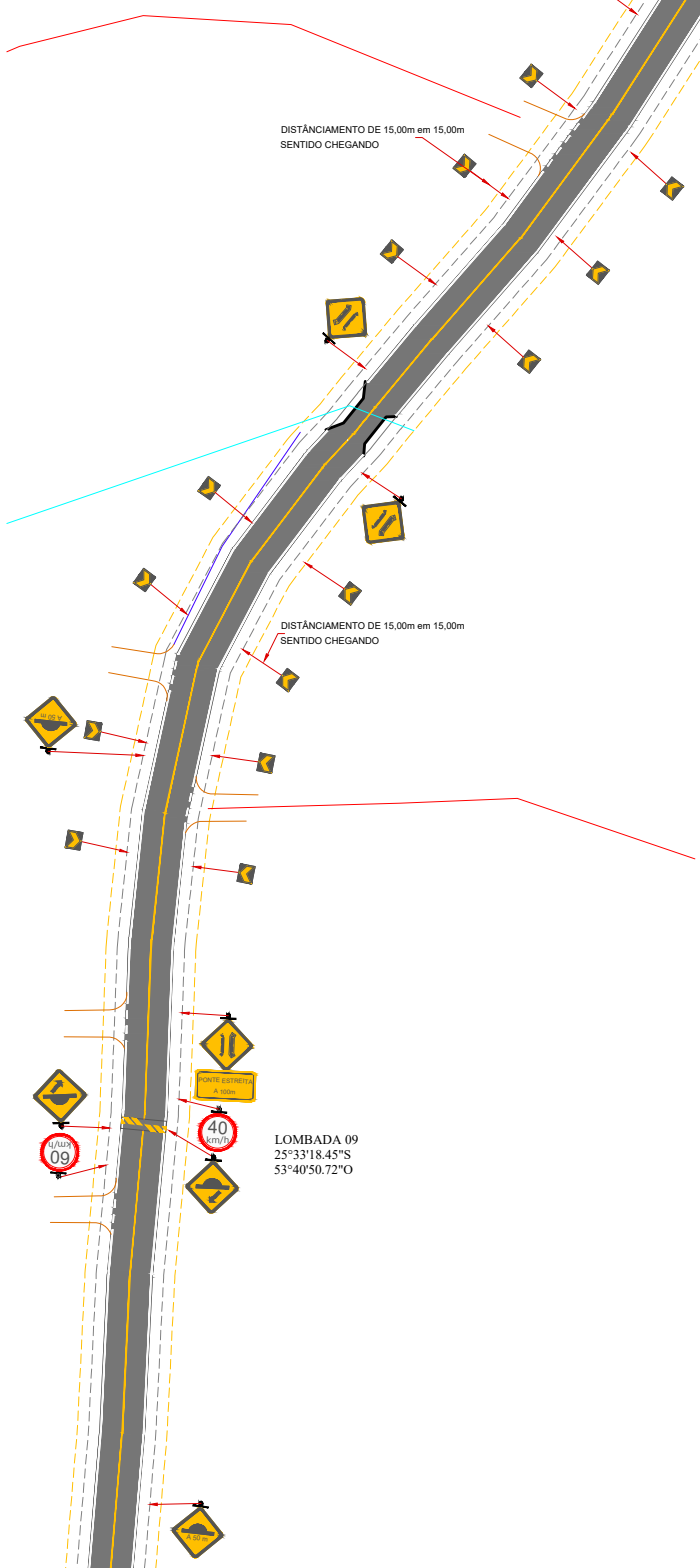 DISTÂNCIAMENTO DE 15,00m em 15,00m
SENTIDO CHEGANDO
DISTÂNCIAMENTO DE 15,00m em 15,00m
SENTIDO CHEGANDO
A 50 m
PONTE ESTREITA
A 100m
40
km/h
60
km/h
LOMBADA 09
25°33'18.45"S
53°40'50.72"O
A 50 m